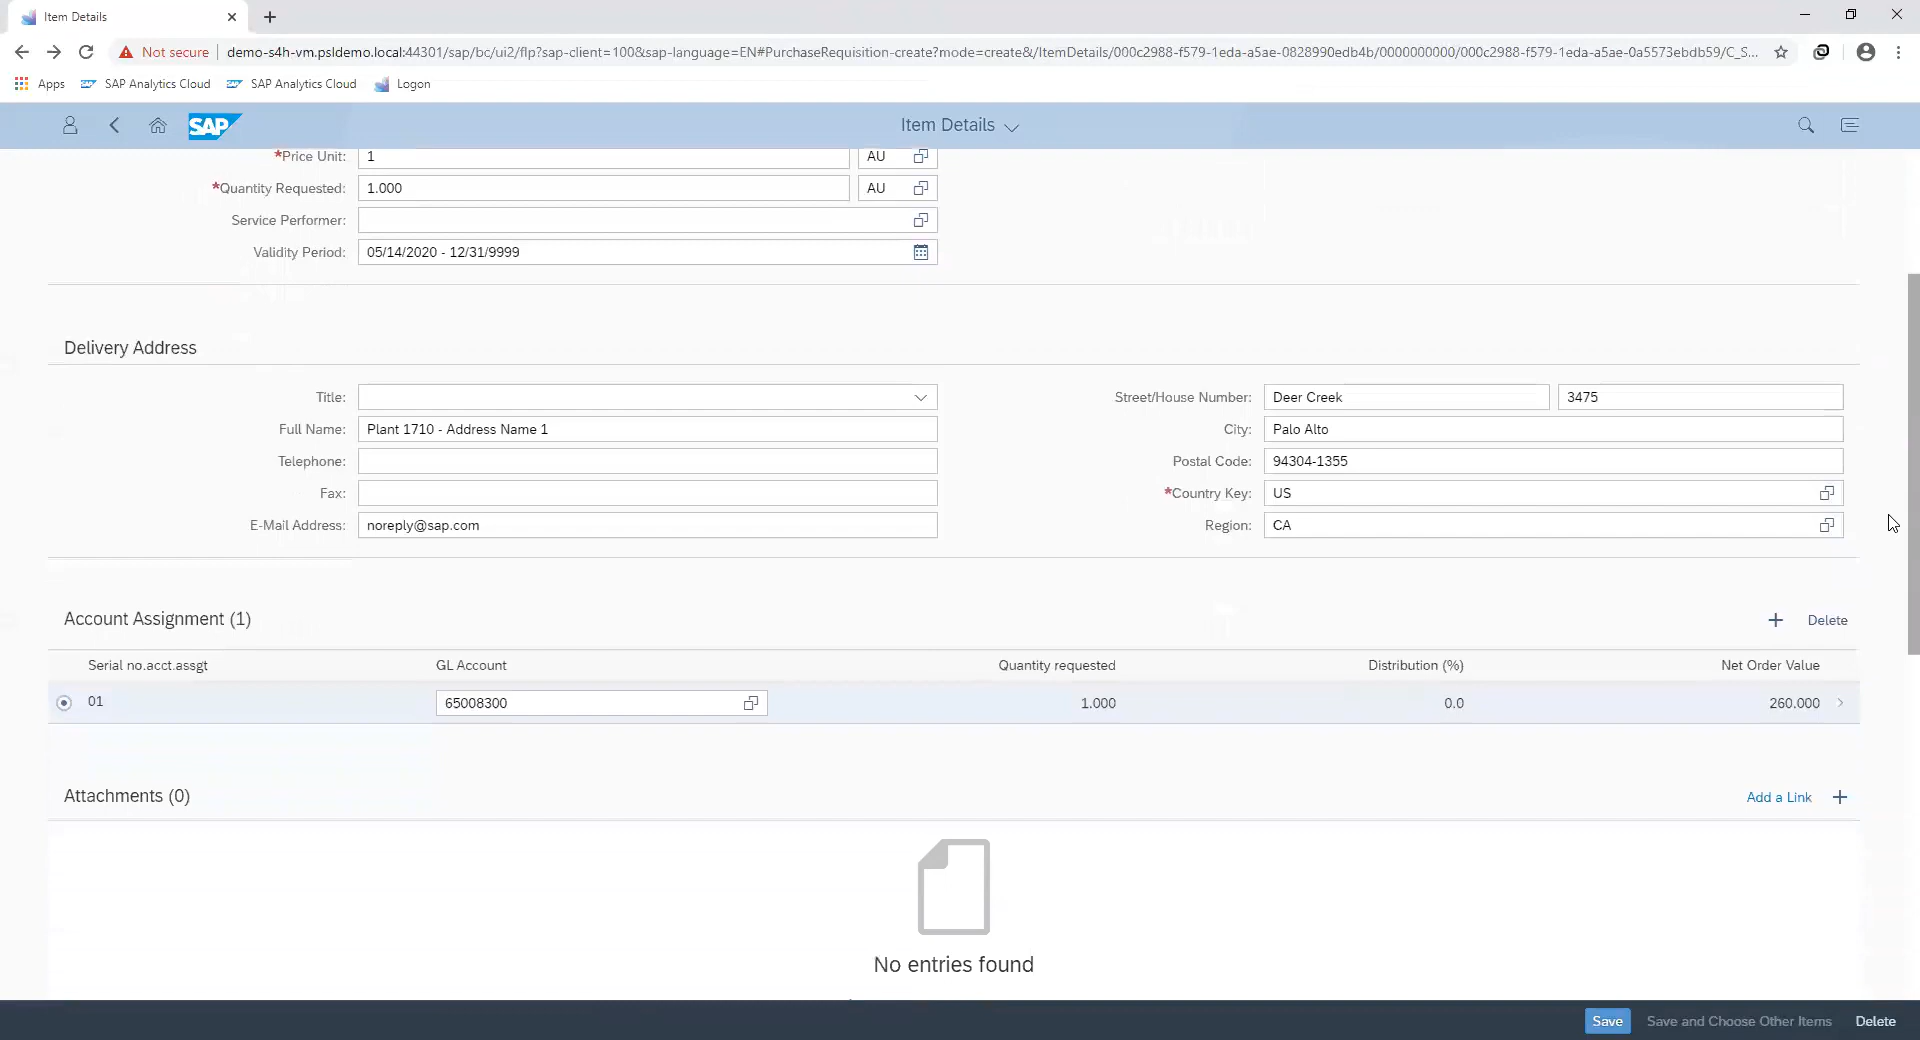 Item Details
Not secure
demo-s4h-vm.psldemo.local:44301/sap/bc/ui2/flp?sap-client=100&sap-language=EN#PurchaseRequisition-create?mode=create&/ItemDetails/000c2988-f579-1eda-a5ae-0828990edb4b/0000000000/000c2988-f579-1eda-a5ae-0a5573ebdb59/C_S...
Apps SAP Analytics Cloud SAP Analytics Cloud Logon
SAP Item Details
*Price Unit: 1 AU
*Quantity Requested: 1.000 AU
Service Performer:
Validity Period: 05/14/2020 - 12/31/9999
Delivery Address
Title:
Street/House Number: Deer Creek 3475
Full Name: Plant 1710 - Address Name 1
City: Palo Alto
Telephone:
Postal Code: 94304-1355
Fax:
*Country Key: US
E-Mail Address: noreply@sap.com
Region: CA
Account Assignment (1)
Delete
Serial no.acct.assgt GL Account Quantity requested Distribution (%) Net Order Value
01 65008300 1.000 0.0 260.000
Attachments (0)
Add a Link
No entries found
Save Save and Choose Other Items Delete